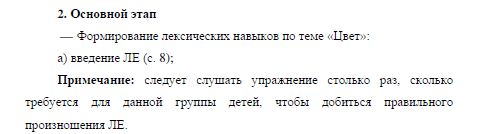 2. Основной этап
— Формирование лексических навыков по теме «Цвет»:
а) введение ЛЕ (с. 8);
Примечание: следует слушать упражнение столько раз, сколько
требуется для данной группы детей, чтобы добиться правильного
произношения ЛЕ.